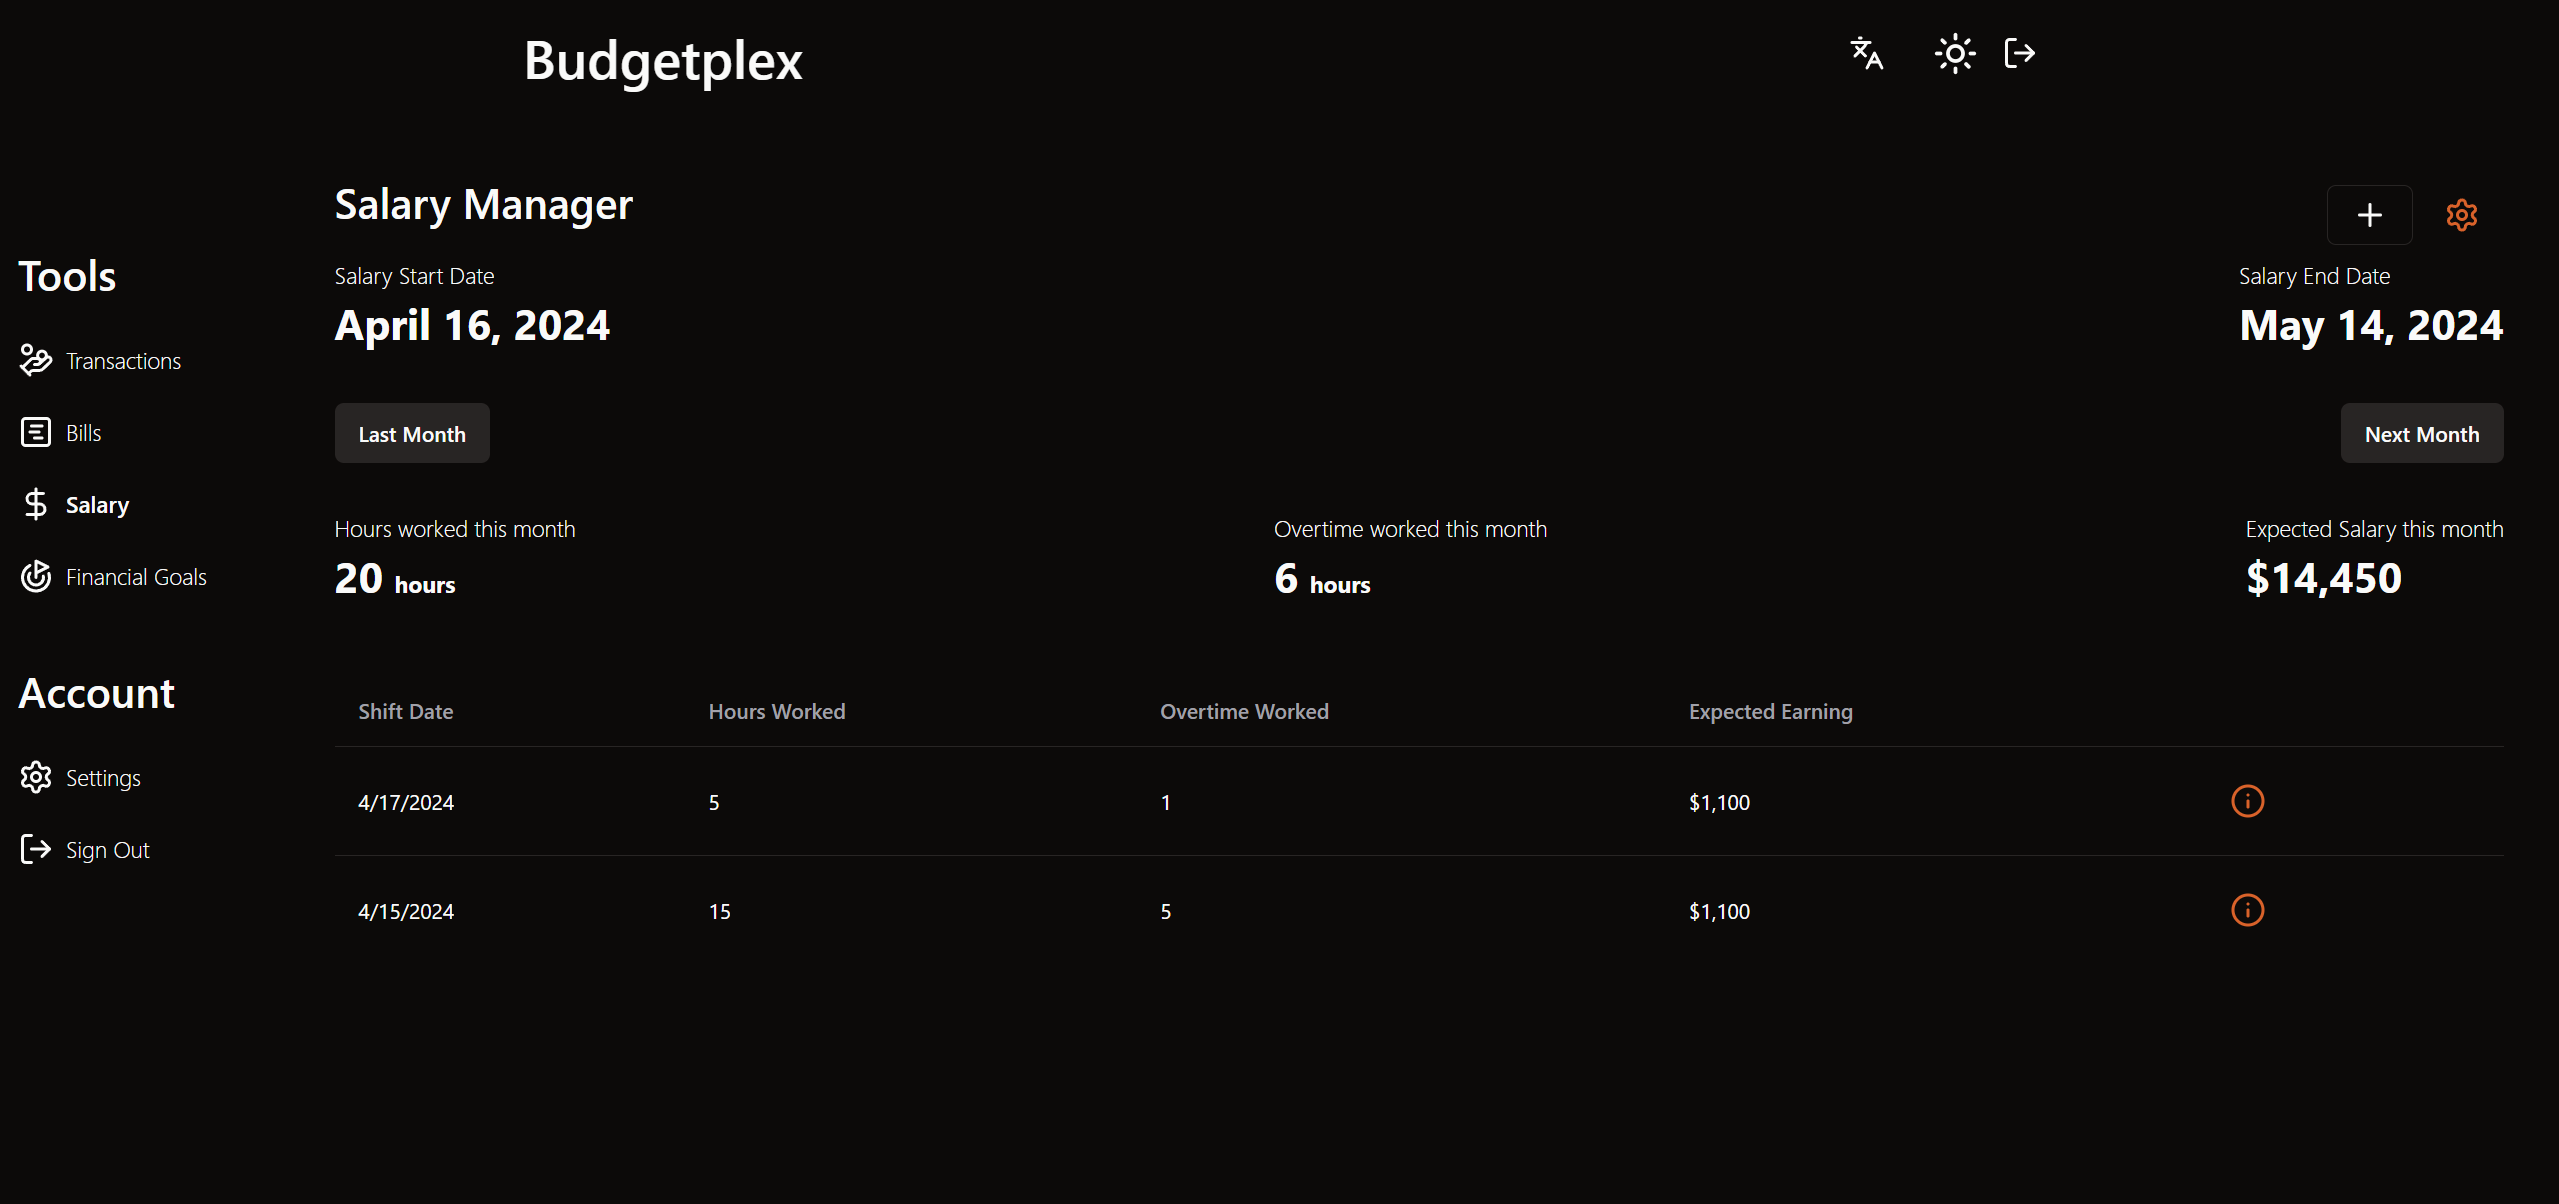 Budgetplex
Tools
Transactions
Bills
Salary
Financial Goals
Account
Settings
Sign Out
Salary Manager
Salary Start Date
April 16, 2024
Salary End Date
May 14, 2024
Last Month
Next Month
Hours worked this month
20 hours
Overtime worked this month
6 hours
Expected Salary this month
$14,450
Shift Date Hours Worked Overtime Worked Expected Earning
4/17/2024 5 1 $1,100
4/15/2024 15 5 $1,100